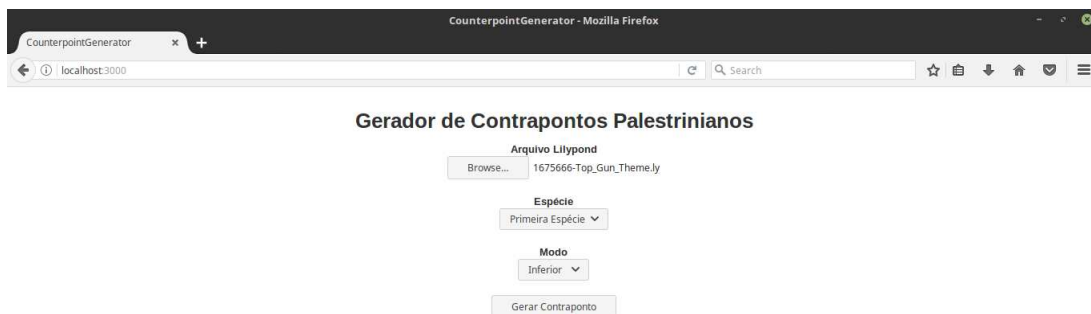 CounterpointGenerator - Mozilla Firefox
CounterpointGenerator
localhost:3000
Search
Gerador de Contrapontos Palestrinianos
Arquivo Lilypond
Browse... 1675666-Top_Gun_Theme.ly
Espécie
Primeira Espécie
Modo
Inferior
Gerar Contraponto